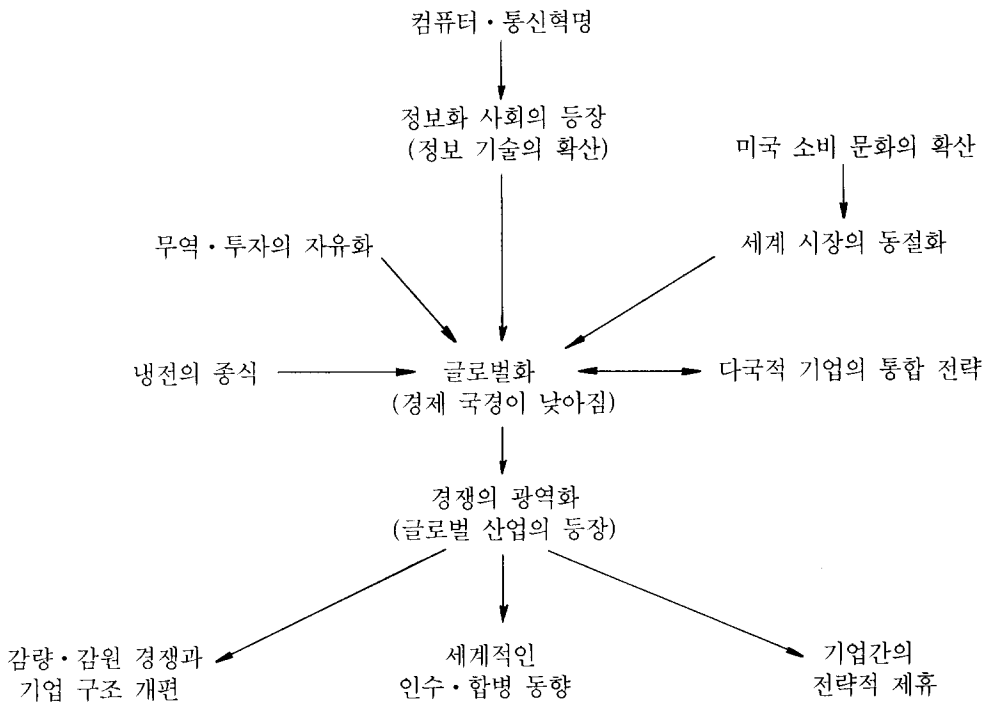 컴퓨터·통신혁명
정보화 사회의 등장
(정보 기술의 확산)
미국 소비 문화의 확산
무역·투자의 자유화
세계 시장의 동절화
냉전의 종식
글로벌화
(경제 국경이 낮아짐)
다국적 기업의 통합 전략
경쟁의 광역화
(글로벌 산업의 등장)
감량·감원 경쟁과
기업 구조 개편
세계적인
인수·합병 동향
기업간의
전략적 제휴